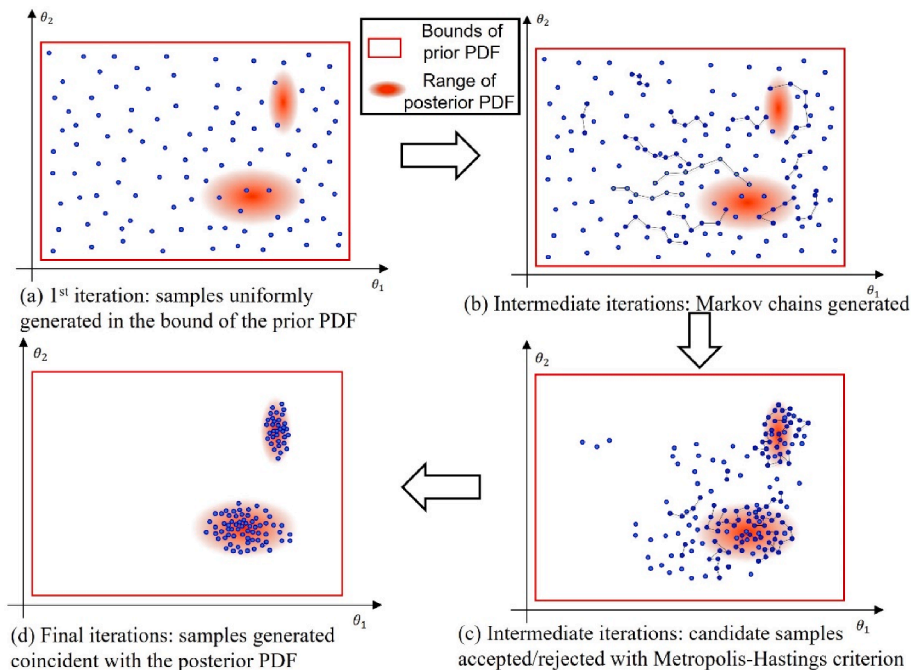 θ₂
Bounds of
prior PDF
Range of
posterior PDF
θ₂
θ₁
(a) 1ˢᵗ iteration: samples uniformly
generated in the bound of the prior PDF
θ₁
(b) Intermediate iterations: Markov chains generated
θ₂
θ₁
(d) Final iterations: samples generated
coincident with the posterior PDF
θ₂
θ₁
(c) Intermediate iterations: candidate samples
accepted/rejected with Metropolis-Hastings criterion